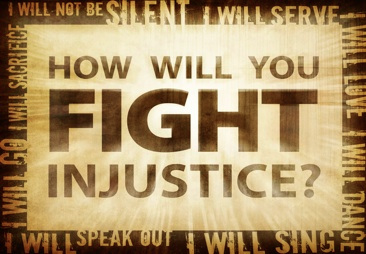 I WILL NOT BE SILENT I WILL SERVE
I WILL LOVE I WILL DANCE
HOW WILL YOU
FIGHT
INJUSTICE?
I WILL GO I WILL SACRIFICE
I WILL SPEAK OUT I WILL SING